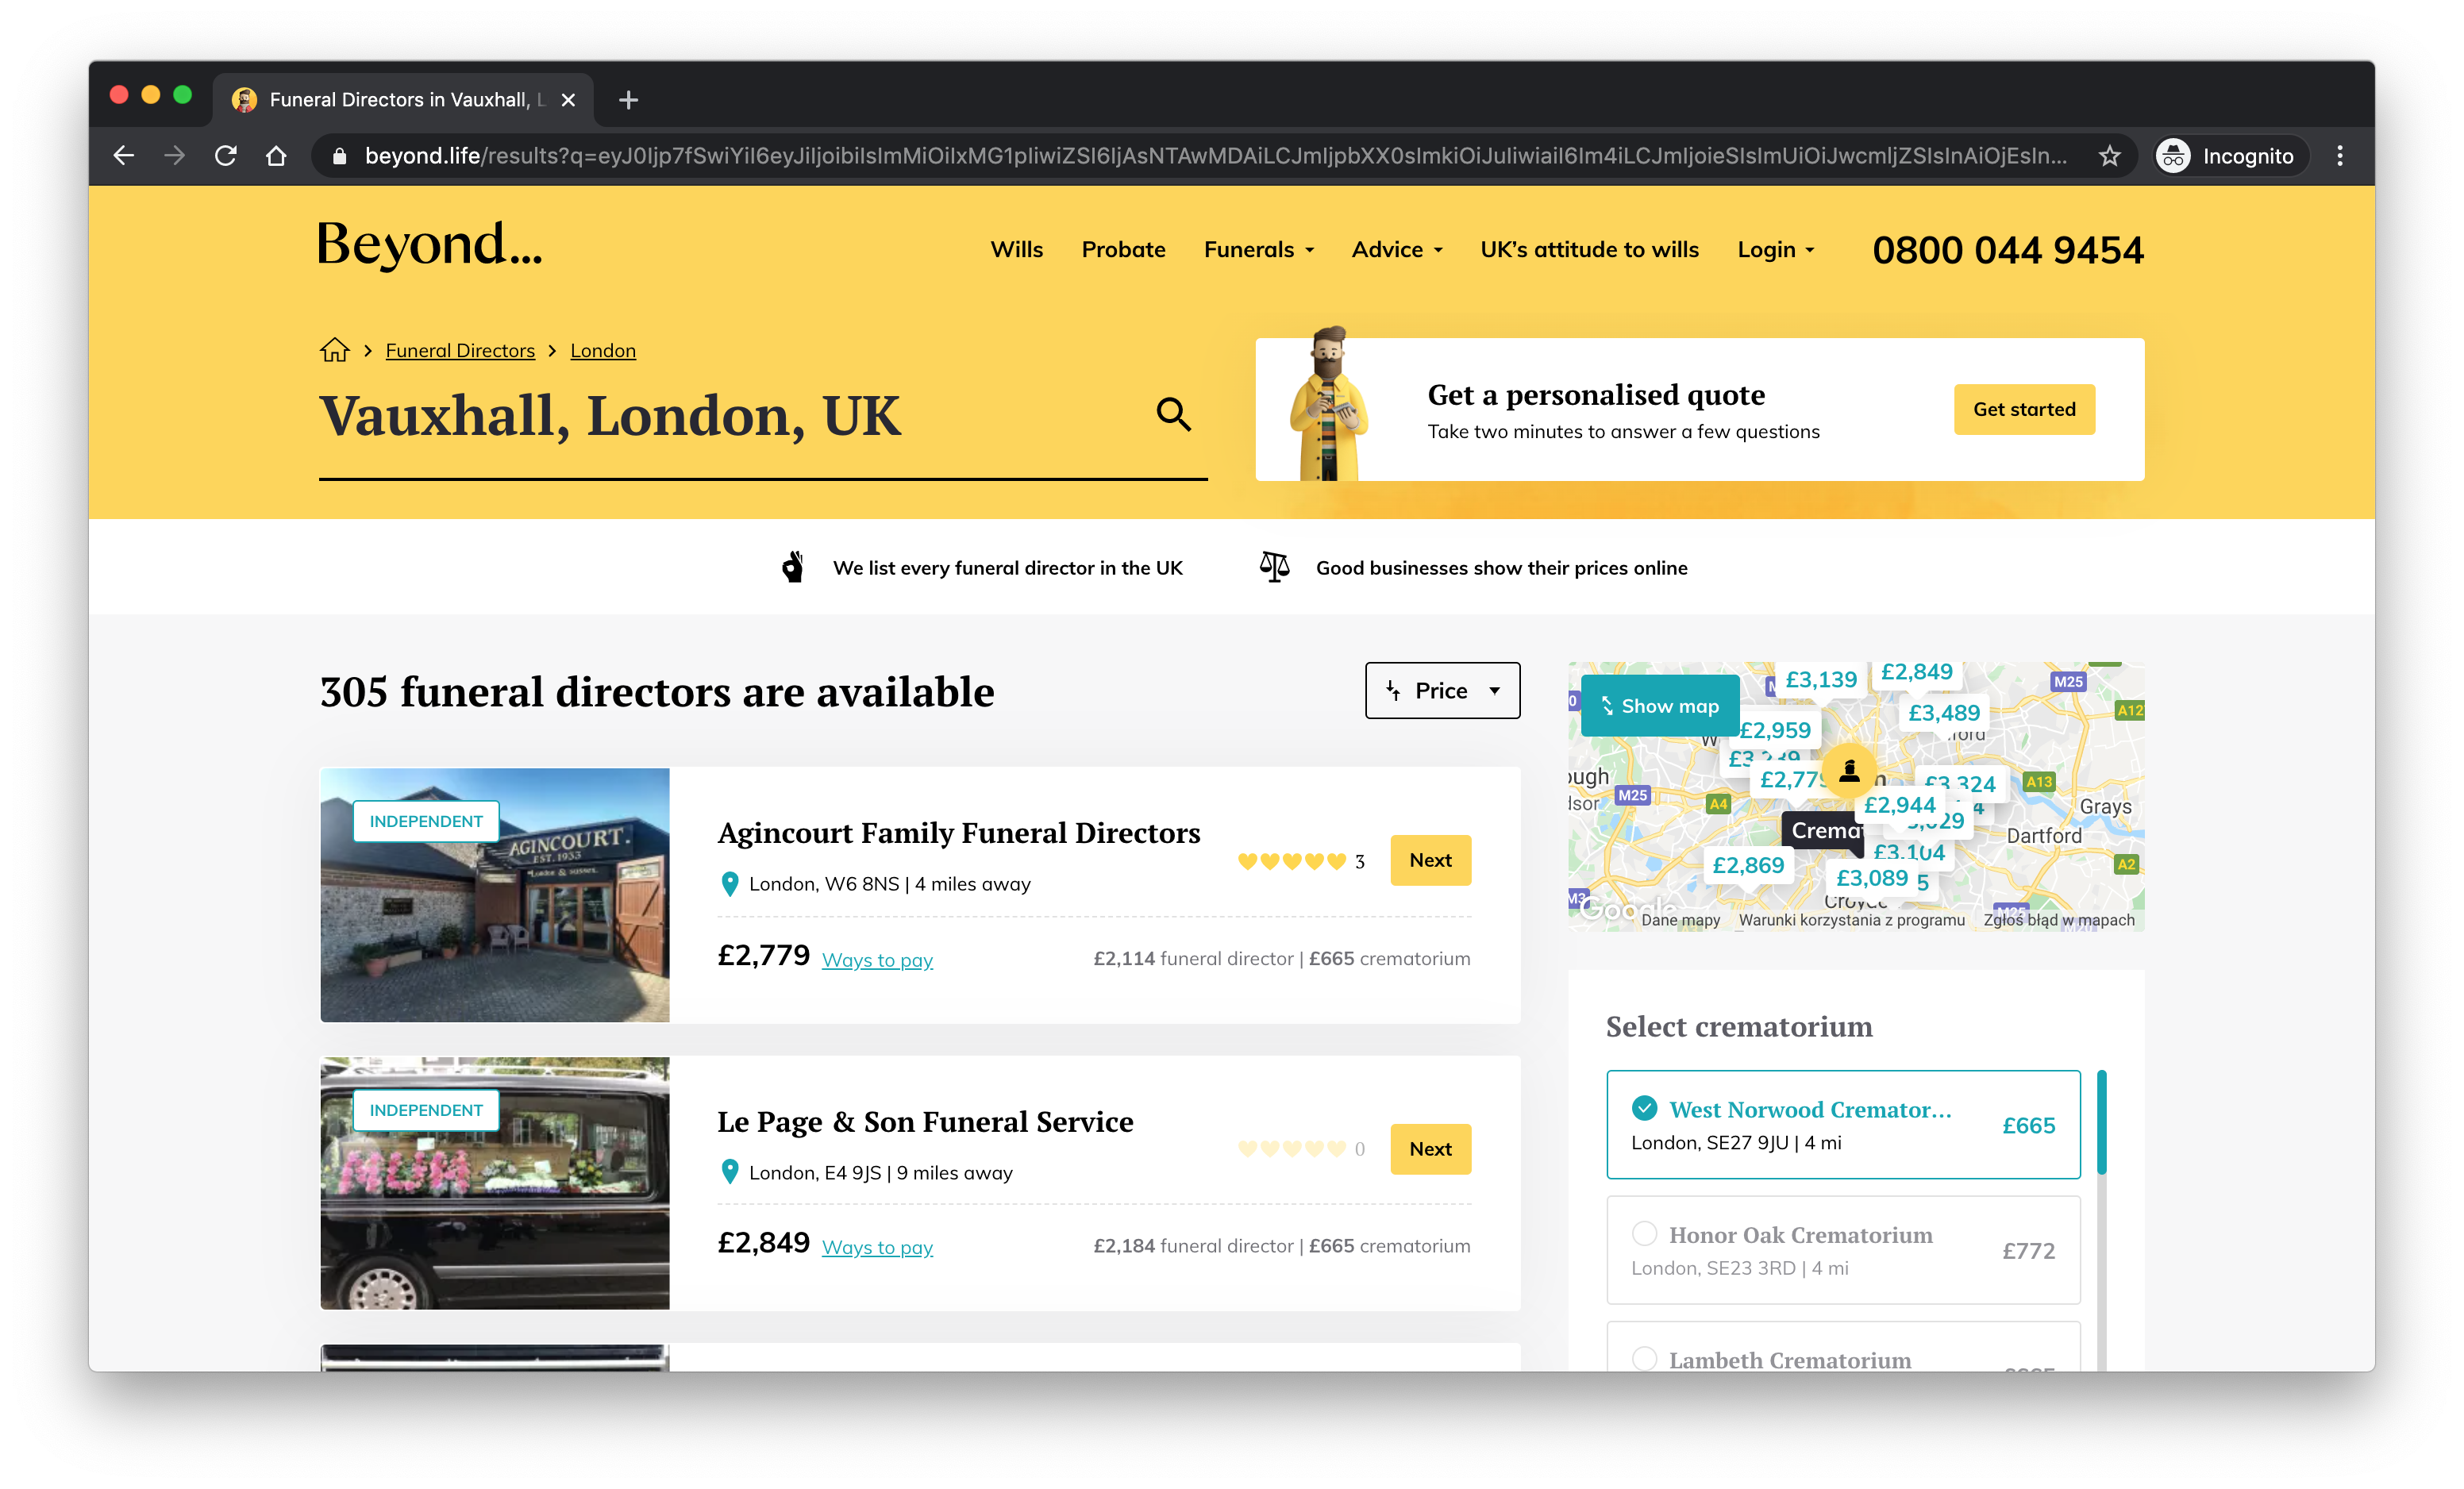 Funeral Directors in Vauxhall, L
beyond.life/results?q=eyJ0Ijp7fSwiYiI6eyJiIjoibiIsImMiOiIxMG1pIiwiZSI6IjAsNTAwMDAiLCJmIjpbXX0sImkiOiJuIiwiaiI6Im4iLCJmIjoieSIsImUiOiJwcmljZSIsInAiOjEsIn...
Incognito
Beyond...
Wills
Probate
Funerals
Advice
UK's attitude to wills
Login
0800 044 9454
Funeral Directors
London
Vauxhall, London, UK
Get a personalised quote
Take two minutes to answer a few questions
Get started
We list every funeral director in the UK
Good businesses show their prices online
305 funeral directors are available
Price
INDEPENDENT
AGINCOURT.
EST. 1933
Agincourt Family Funeral Directors
London, W6 8NS | 4 miles away
3
Next
£2,779 Ways to pay
£2,114 funeral director | £665 crematorium
INDEPENDENT
Le Page & Son Funeral Service
London, E4 9JS | 9 miles away
0
Next
£2,849 Ways to pay
£2,184 funeral director | £665 crematorium
Show map
£3,139
£2,849
M25
£3,489
A12
£2,959
£2,779
£3,324
A13
M25
A4
£2,944
Grays
Crema
Dartford
£3,104
£2,869
A2
£3,089
Google
Dane mapy
Warunki korzystania z programu
Zgłoś błąd w mapach
Select crematorium
West Norwood Cremator...
London, SE27 9JU | 4 mi
£665
Honor Oak Crematorium
London, SE23 3RD | 4 mi
£772
Lambeth Crematorium